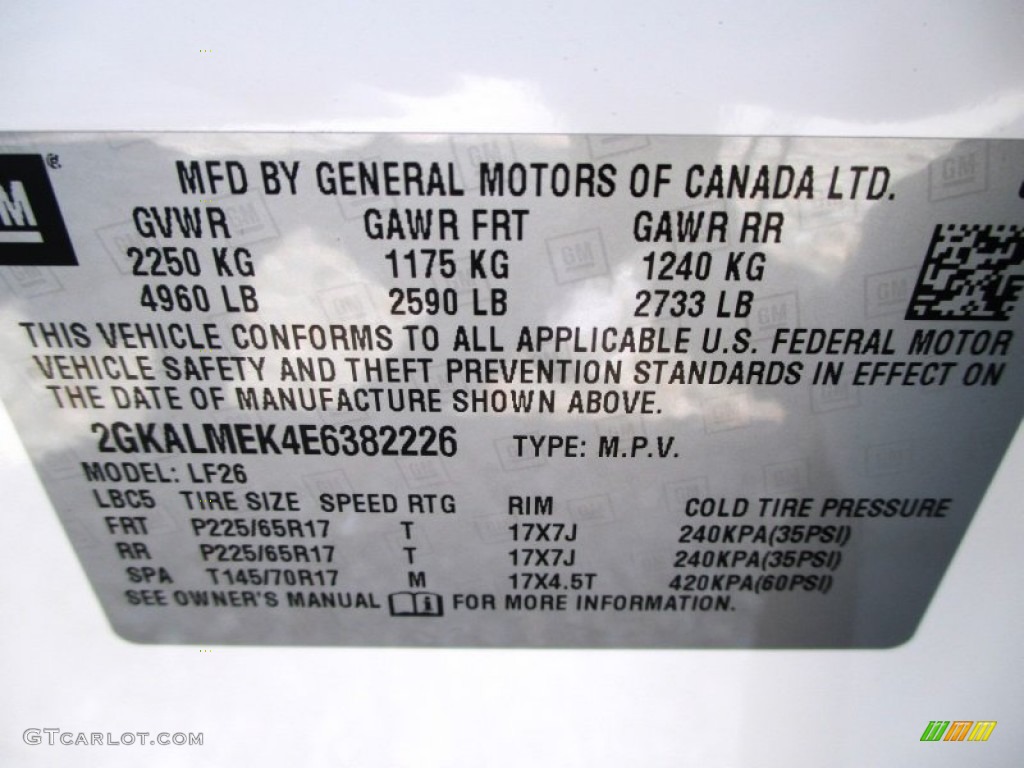 GM ®
MFD BY GENERAL MOTORS OF CANADA LTD.
GVWR GAWR FRT GAWR RR
2250 KG 1175 KG 1240 KG
4960 LB 2590 LB 2733 LB
THIS VEHICLE CONFORMS TO ALL APPLICABLE U.S. FEDERAL MOTOR
VEHICLE SAFETY AND THEFT PREVENTION STANDARDS IN EFFECT ON
THE DATE OF MANUFACTURE SHOWN ABOVE.
2GKALMEK4E6382226 TYPE: M.P.V.
MODEL: LF26
LBC5 TIRE SIZE SPEED RTG RIM COLD TIRE PRESSURE
FRT P225/65R17 T 17X7J 240KPA(35PSI)
RR P225/65R17 T 17X7J 240KPA(35PSI)
SPA T145/70R17 M 17X4.5T 420KPA(60PSI)
SEE OWNER'S MANUAL FOR MORE INFORMATION.
GTcarlot.com